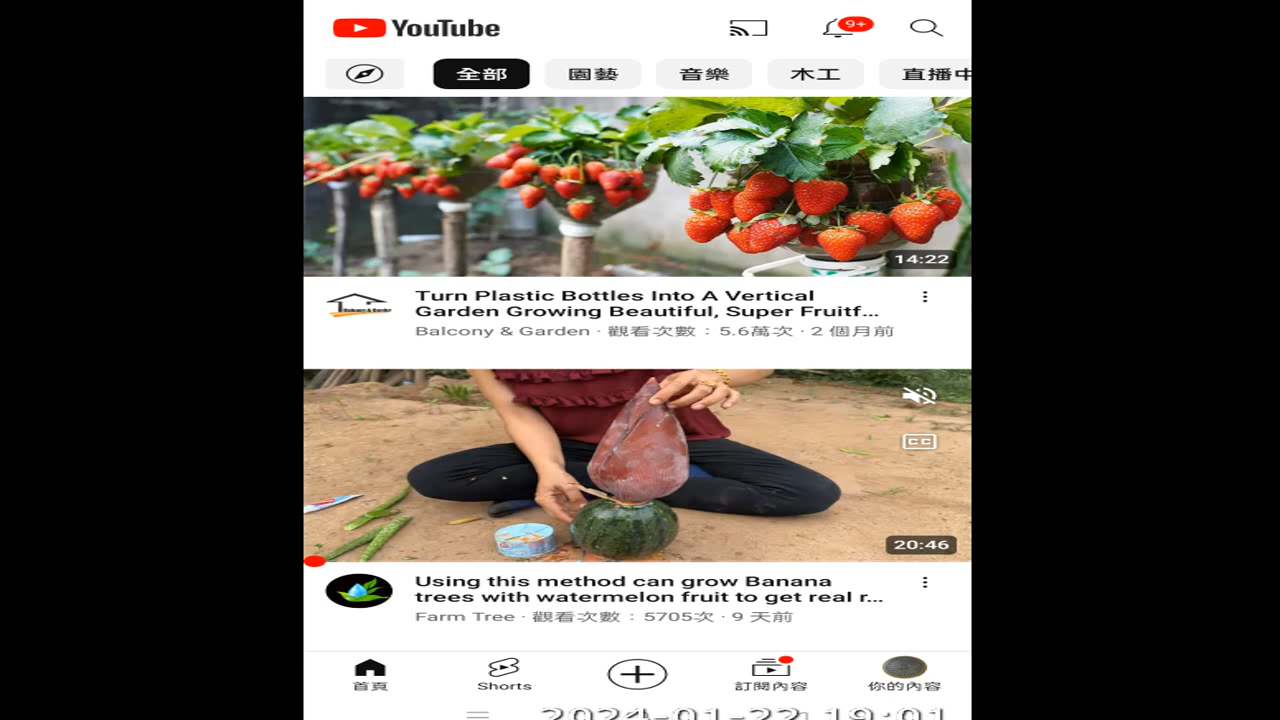 YouTube
9+
全部 園藝 音樂 木工 直播中
14:22
Turn Plastic Bottles Into A Vertical
Garden Growing Beautiful, Super Fruitf...
Balcony & Garden · 觀看次數：5.6萬次 · 2 個月前
CC
20:46
Using this method can grow Banana
trees with watermelon fruit to get real r...
Farm Tree · 觀看次數：5705次 · 9 天前
首頁 Shorts 訂閱內容 你的內容
2024-01-22 19:01